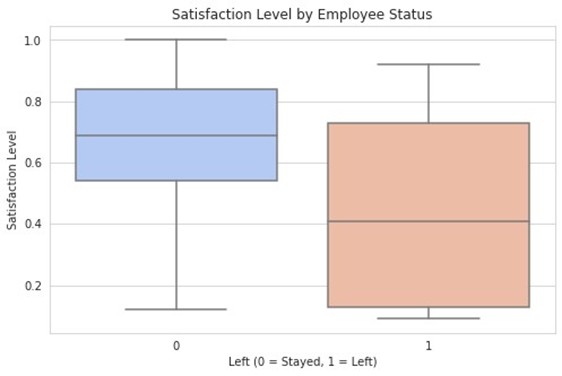 Satisfaction Level by Employee Status
Satisfaction Level
1.0
0.8
0.6
0.4
0.2
0
1
Left (0 = Stayed, 1 = Left)